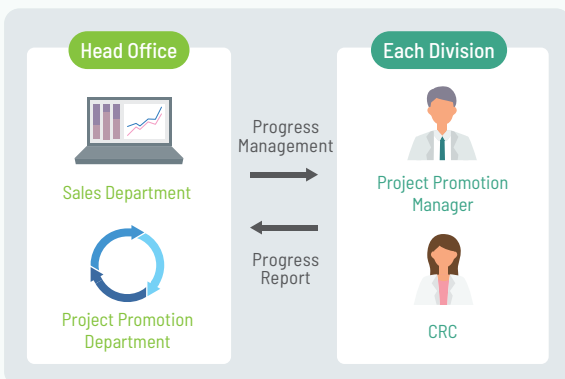 Head Office
Sales Department
Project Promotion
Department
Progress
Management
Progress
Report
Each Division
Project Promotion
Manager
CRC